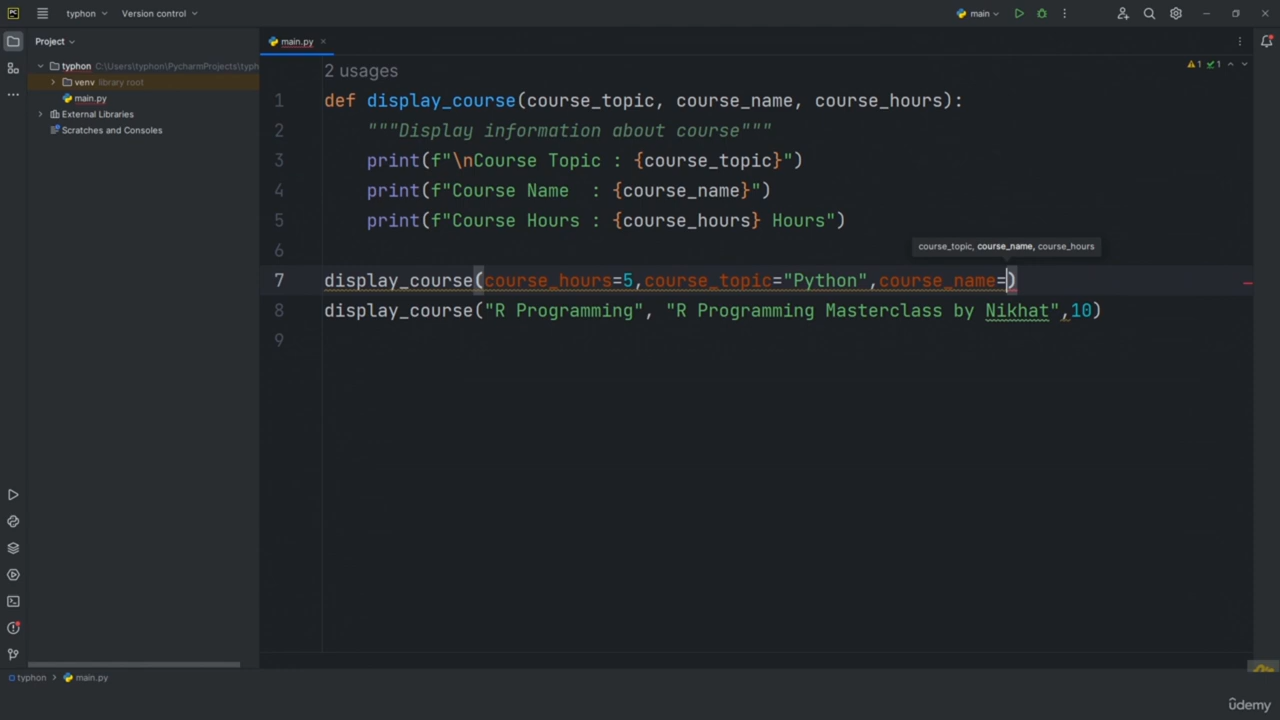 typhon
Version control
main
Project
main.py
typhon C:\Users\typhon\PycharmProjects\typh
venv library root
main.py
External Libraries
Scratches and Consoles
2 usages
1 def display_course(course_topic, course_name, course_hours):
2 """Display information about course"""
3 print(f"\nCourse Topic : {course_topic}")
4 print(f"Course Name  : {course_name}")
5 print(f"Course Hours : {course_hours} Hours")
6
course_topic, course_name, course_hours
7 display_course(course_hours=5,course_topic="Python",course_name=)
8 display_course("R Programming", "R Programming Masterclass by Nikhat",10)
9
1 1
typhon > main.py
ûdemy